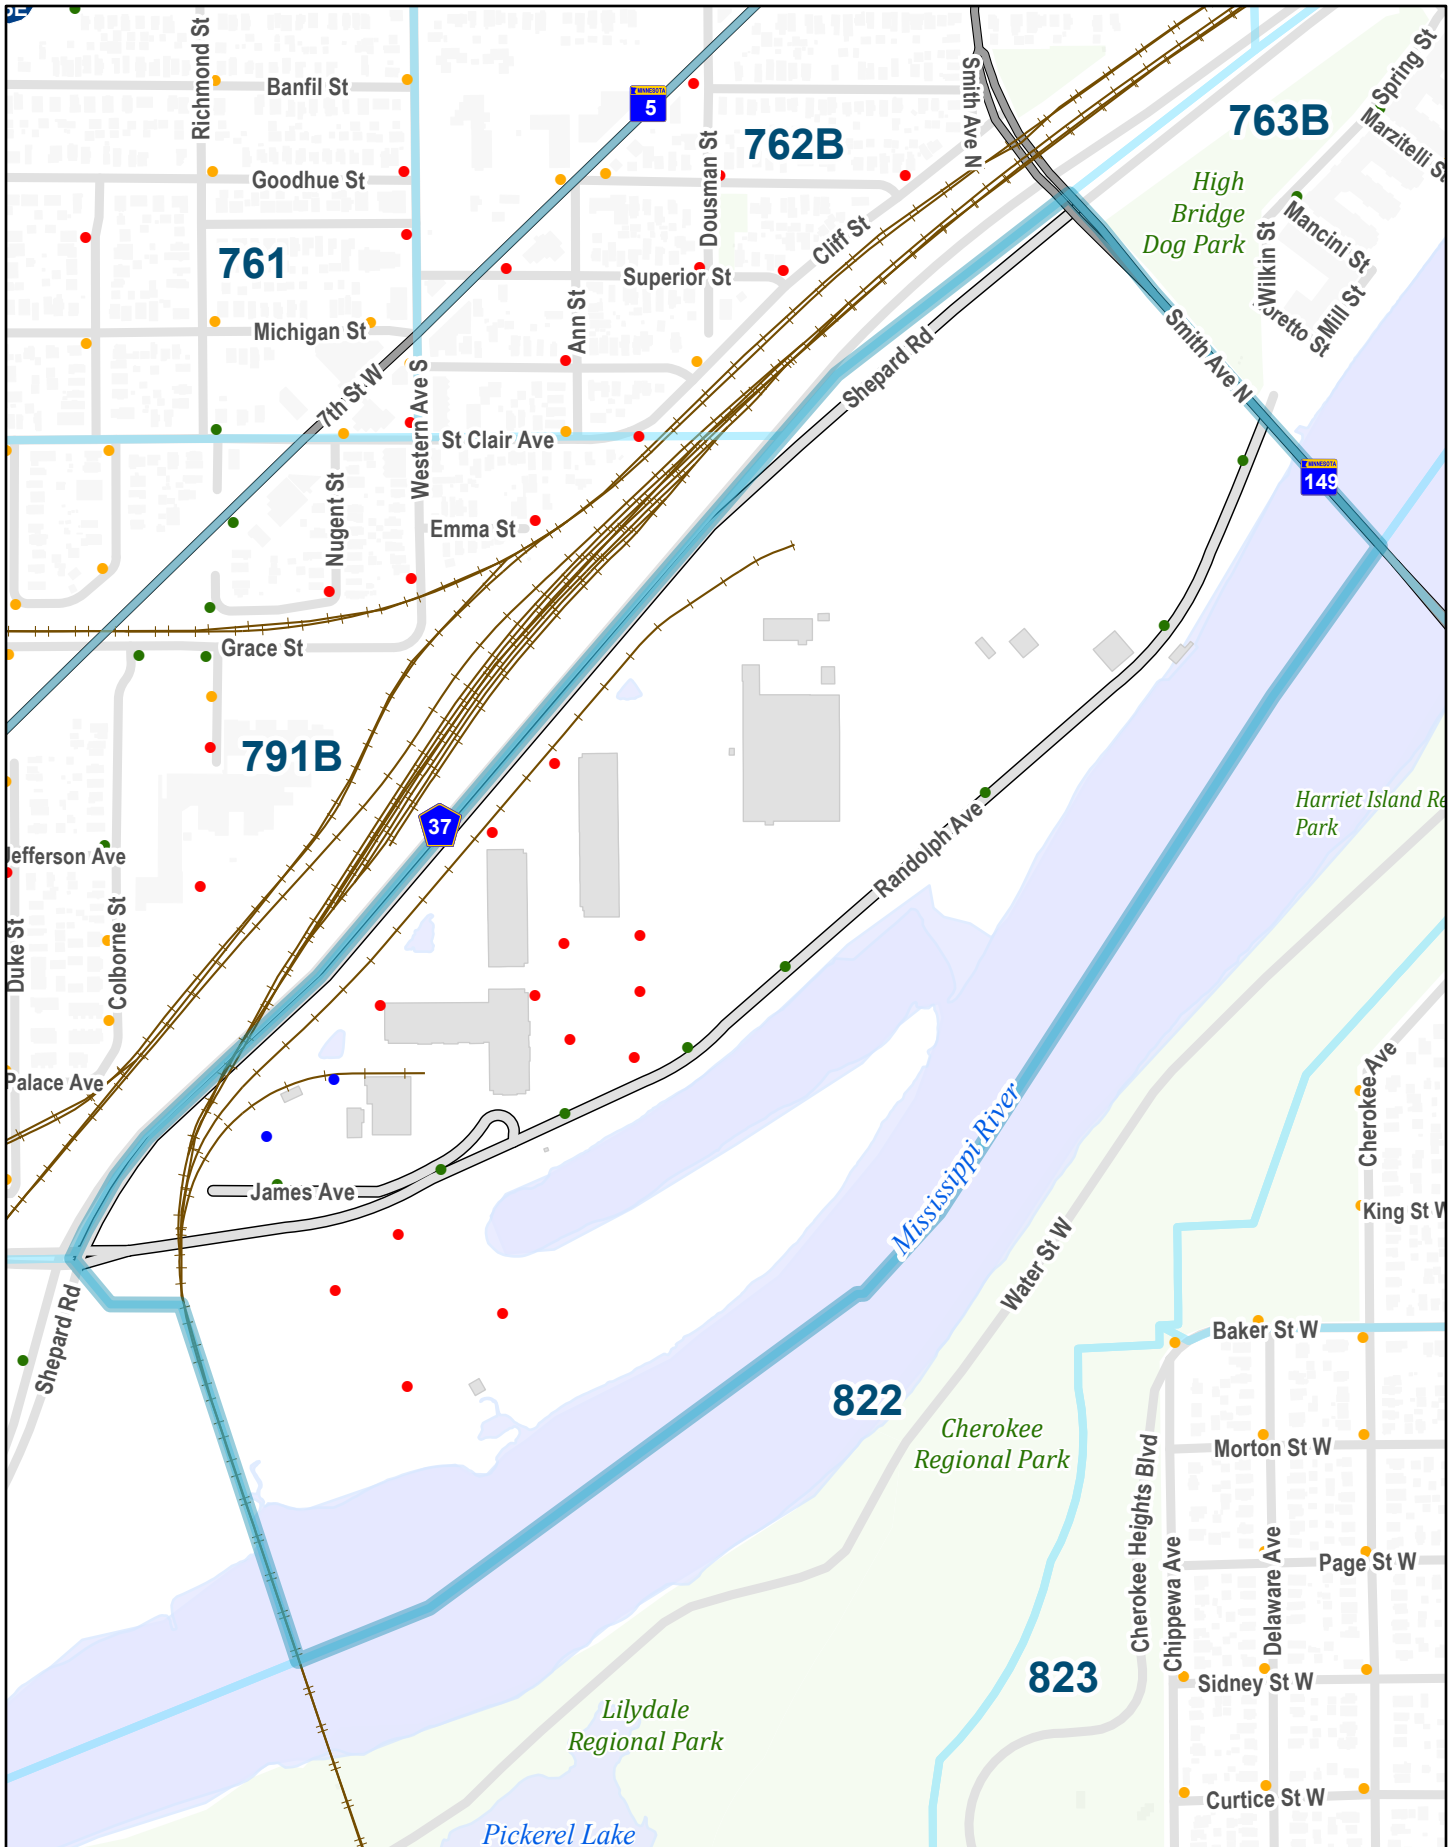 Richmond St
Banfil St
MINNESOTA
5
Smith Ave N
Spring St
763B
762B
Marzitelli St
Dousman St
Goodhue St
High
Bridge
Dog Park
Mancini St
Wilkin St
Cliff St
761
Superior St
Mill St
Ann St
Michigan St
Shepard Rd
Smith Ave N
7th St W
Western Ave S
St Clair Ave
MINNESOTA
149
Nugent St
Emma St
Grace St
791B
Harriet Island Re
Park
37
Jefferson Ave
Randolph Ave
Duke St
Colborne St
Palace Ave
Cherokee Ave
Mississippi River
James Ave
King St W
Water St W
Shepard Rd
Baker St W
822
Cherokee
Regional Park
Morton St W
Cherokee Heights Blvd
Chippewa Ave
Delaware Ave
Page St W
823
Sidney St W
Lilydale
Regional Park
Curtice St W
Pickerel Lake